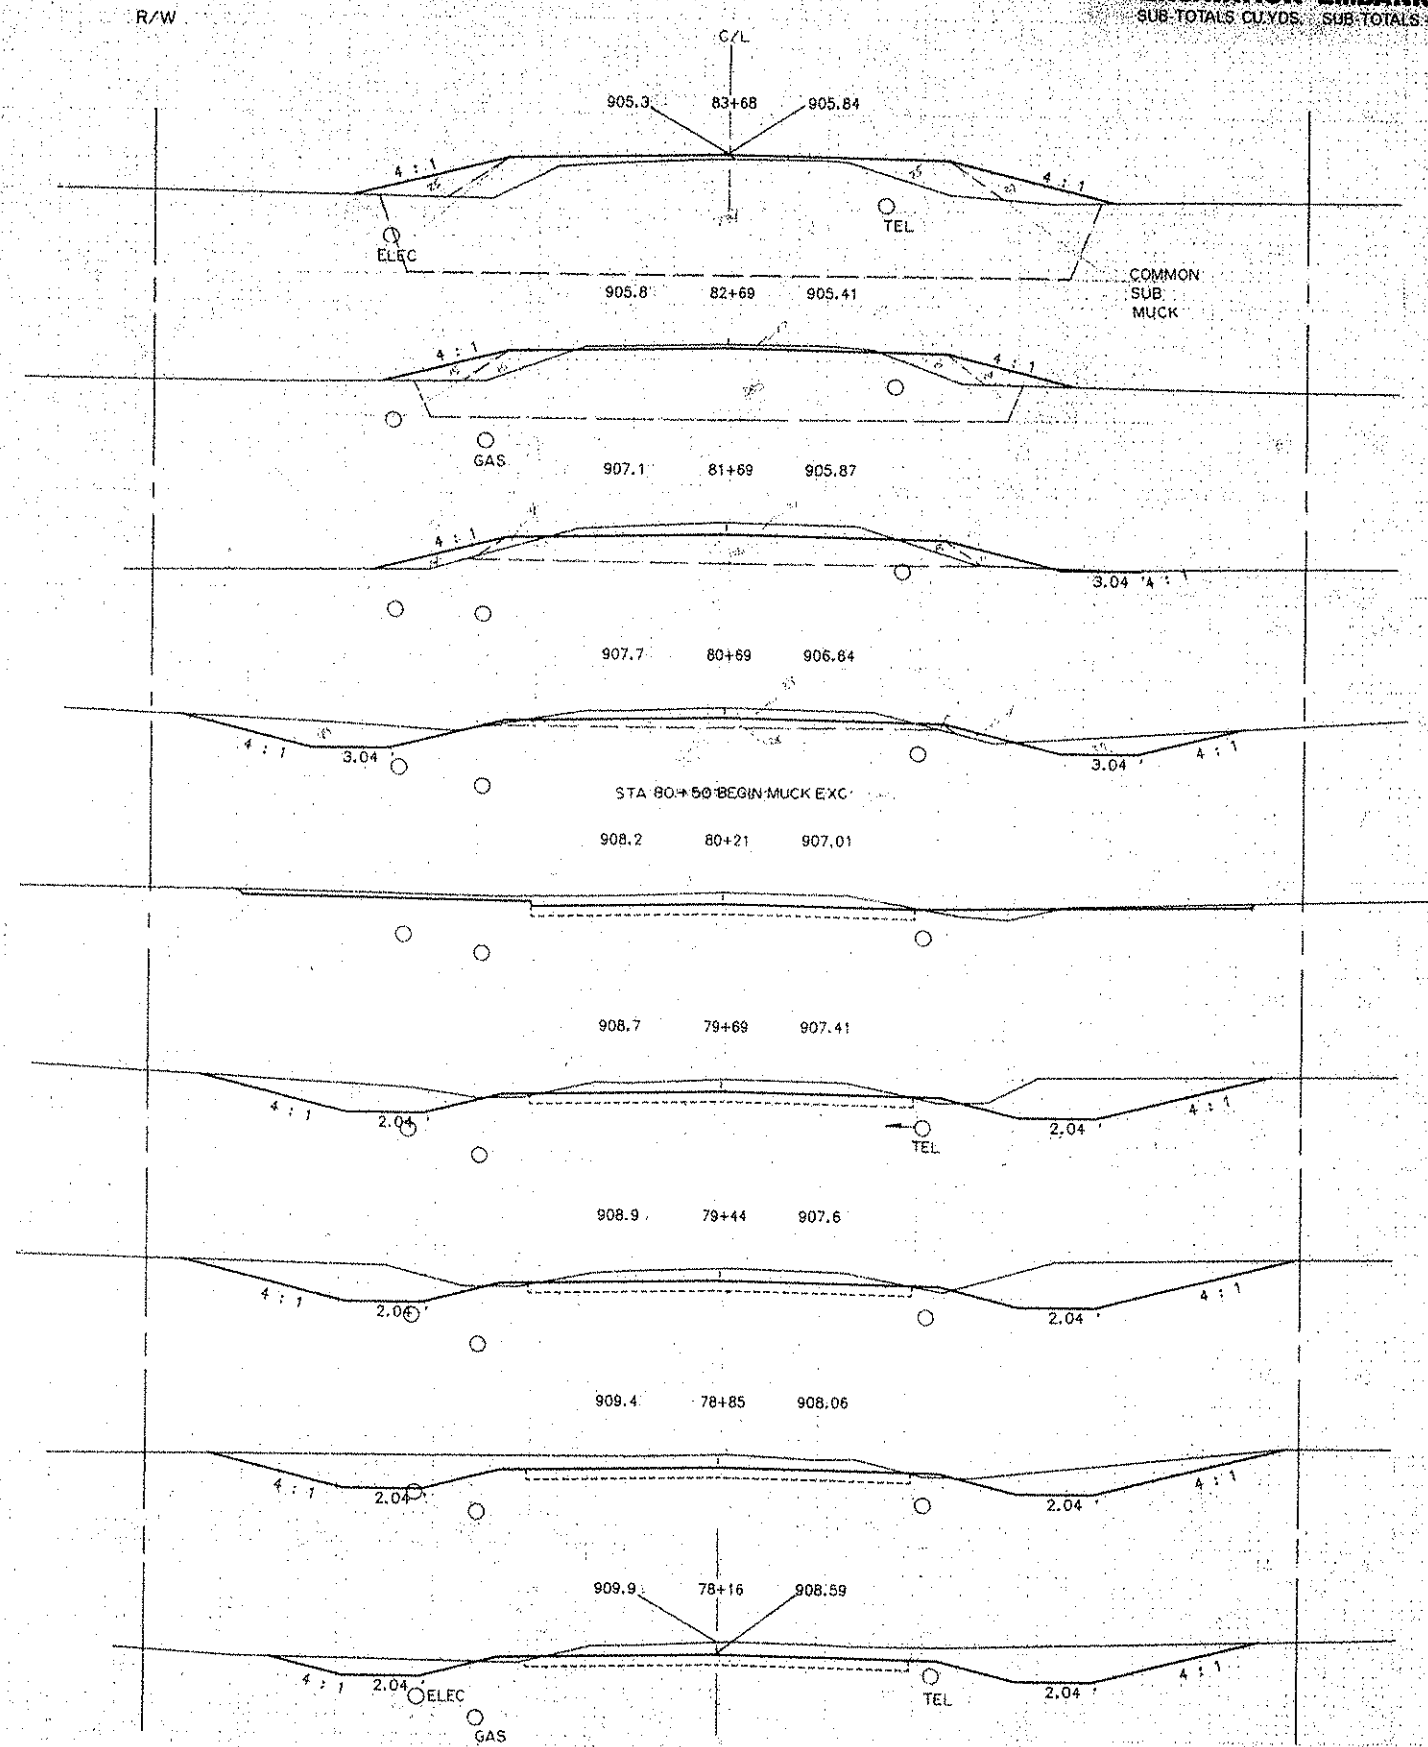 R/W
SUB-TOTALS CU.YDS. SUB-TOTALS
C/L
905.3 83+68 905.84
4 : 1 4 : 1
ELEC TEL
COMMON
SUB
MUCK
905.8 82+69 905.41
4 : 1 4 : 1
GAS
907.1 81+69 905.87
4 : 1
3.04 ' 4 : 1
907.7 80+69 906.64
4 : 1 3.04 ' 3.04 ' 4 : 1
STA 80+50 BEGIN MUCK EXC
908.2 80+21 907.01
908.7 79+69 907.41
4 : 1 2.04 ' 2.04 ' 4 : 1
TEL
908.9 79+44 907.6
4 : 1 2.04 ' 2.04 ' 4 : 1
909.4 78+85 908.06
4 : 1 2.04 ' 2.04 ' 4 : 1
909.9 78+16 908.59
4 : 1 2.04 ' 2.04 ' 4 : 1
ELEC TEL
GAS